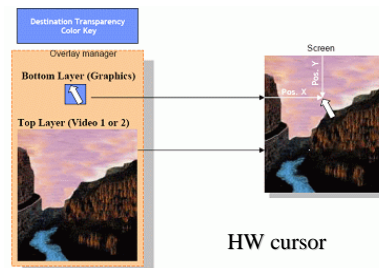 Destination Transparency
Color Key
Overlay manager
Bottom Layer (Graphics)
Top Layer (Video 1 or 2)
Screen
Pos. Y
Pos. X
HW cursor